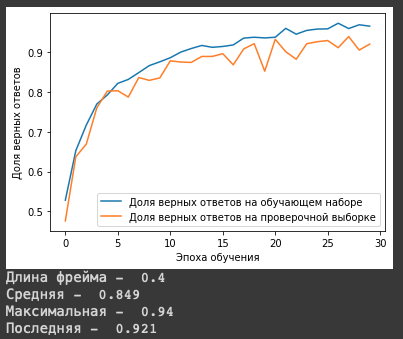 Доля верных ответов
0.9
0.8
0.7
0.6
0.5
Доля верных ответов на обучающем наборе
Доля верных ответов на проверочной выборке
0 5 10 15 20 25 30
Эпоха обучения
Длина фрейма - 0.4
Средняя - 0.849
Максимальная - 0.94
Последняя - 0.921